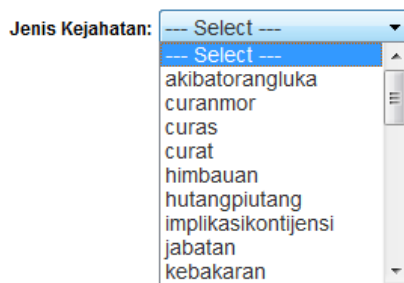 Jenis Kejahatan: --- Select ---
--- Select ---
akibatorangluka
curanmor
curas
curat
himbauan
hutangpiutang
implikasikontijensi
jabatan
kebakaran